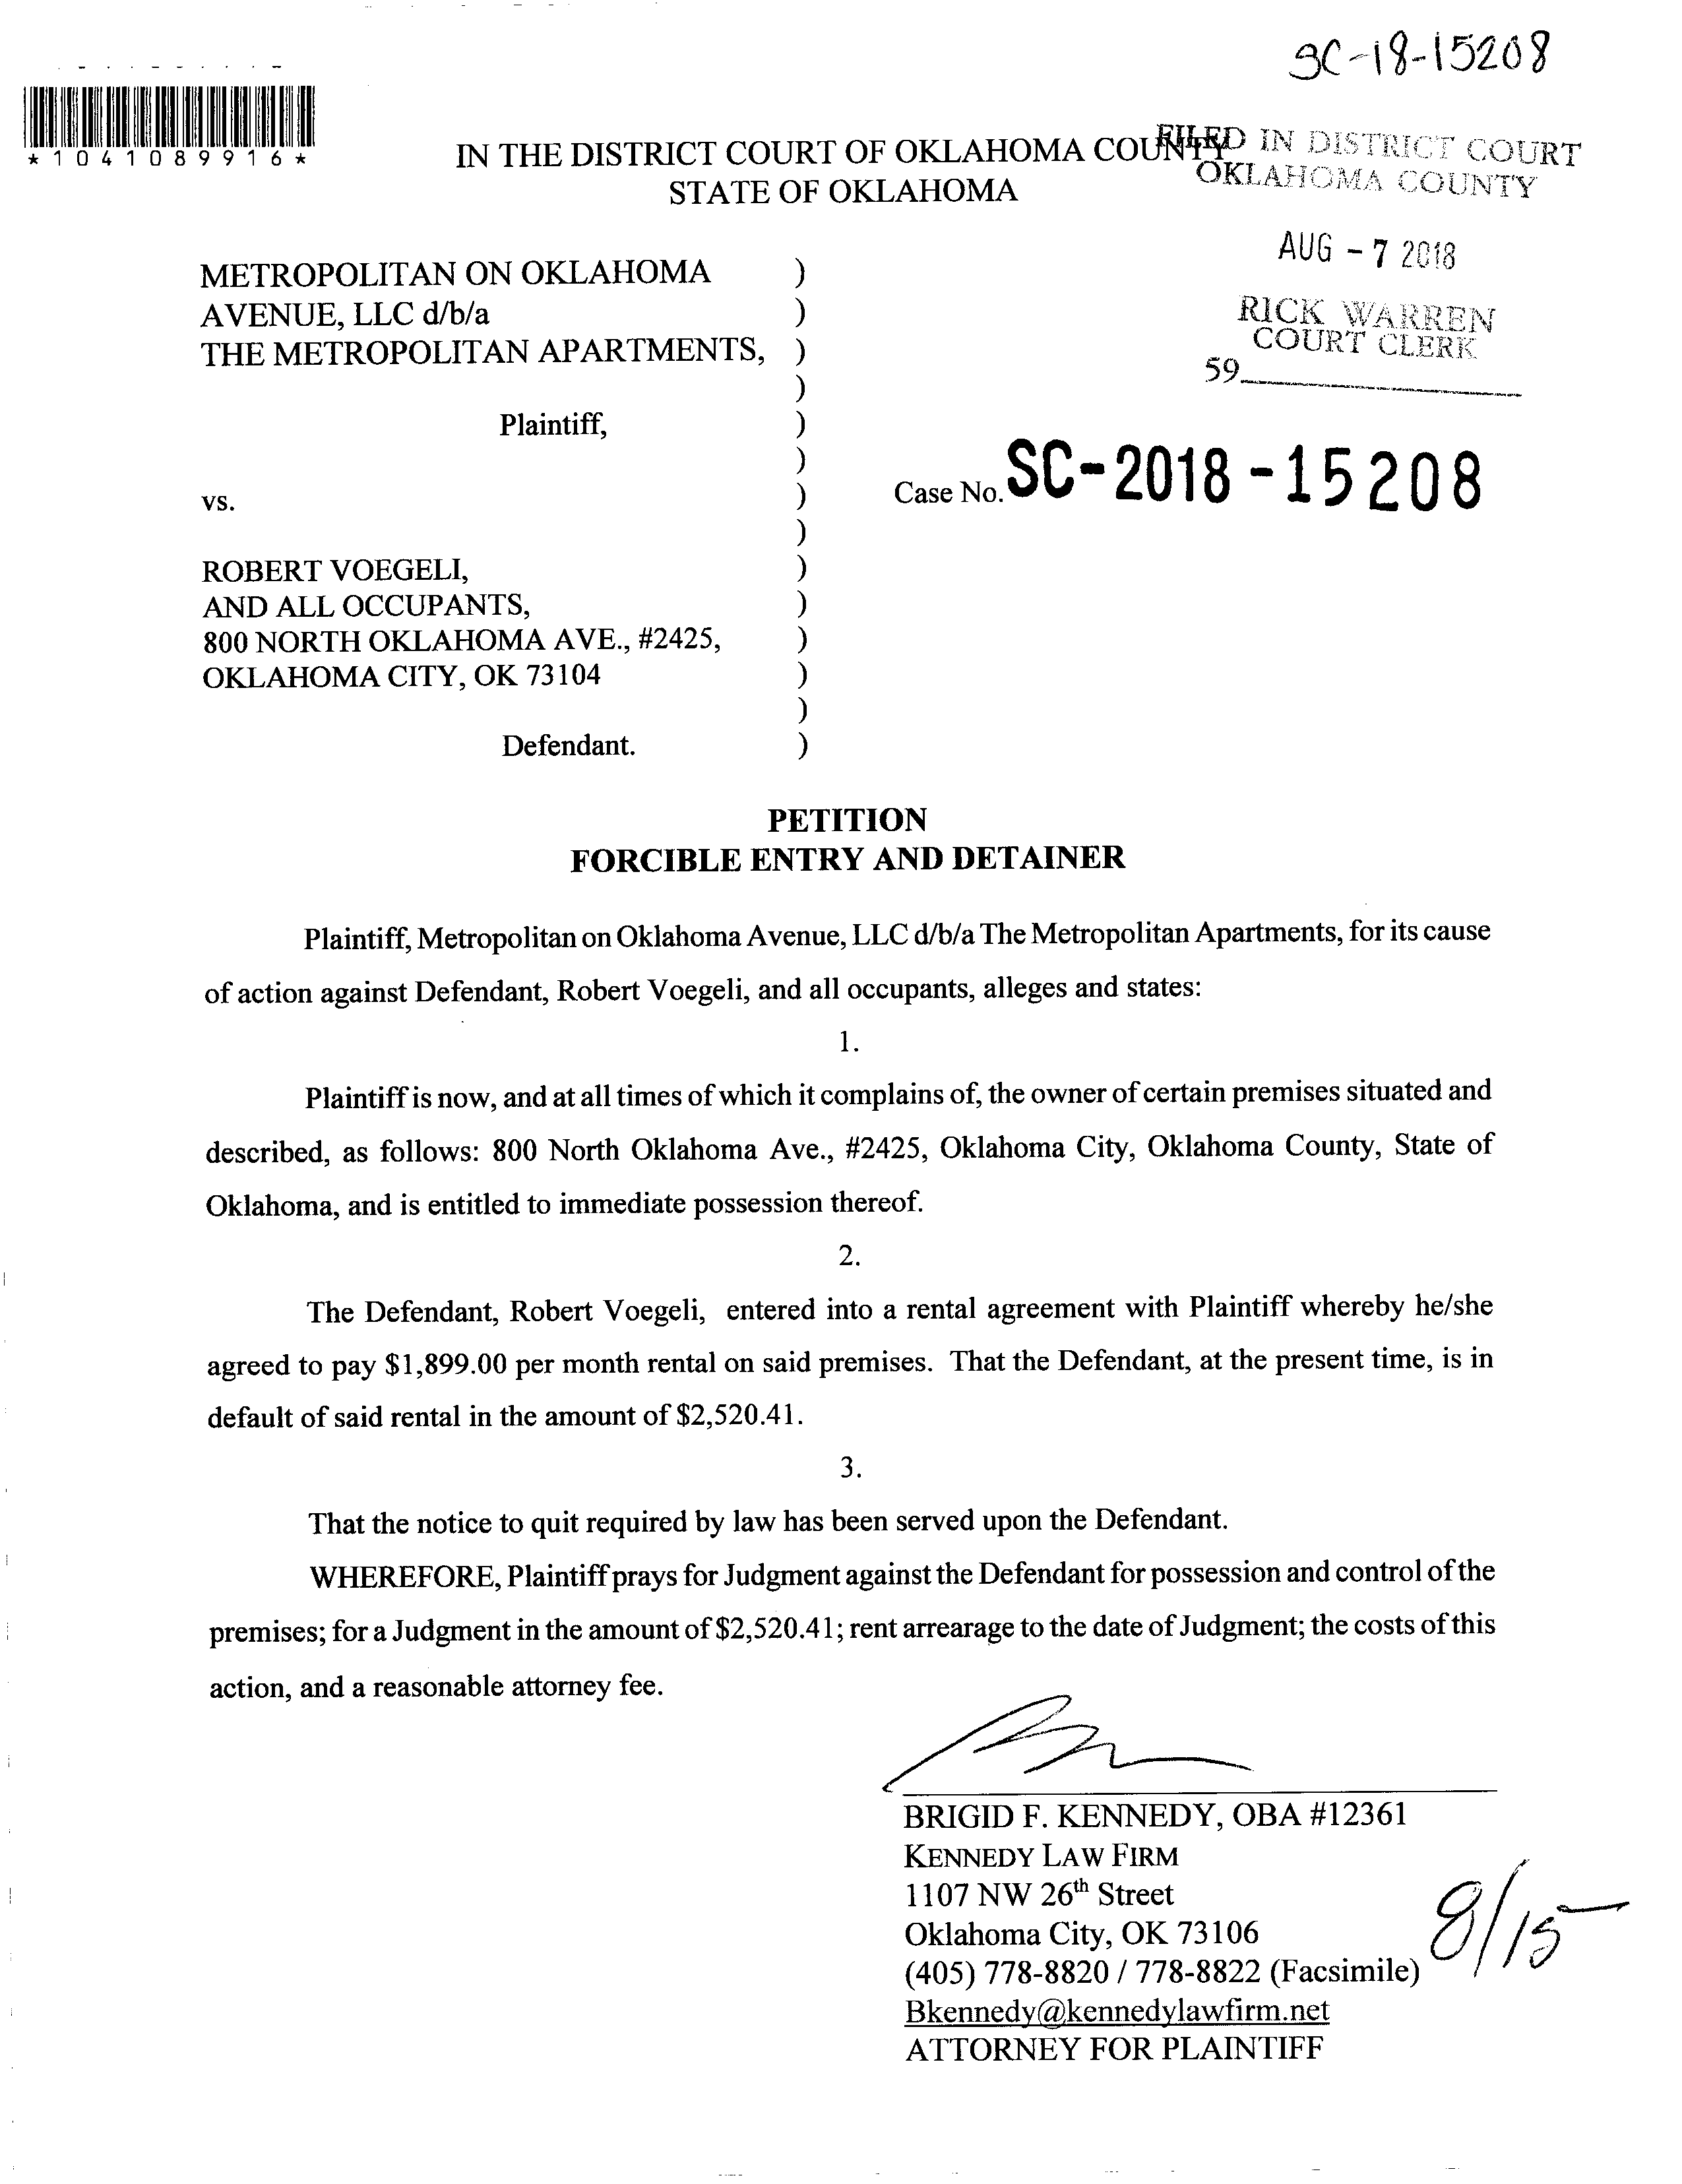 SC-18-15208
*1041089916*
IN THE DISTRICT COURT OF OKLAHOMA COUNTY
STATE OF OKLAHOMA
FILED IN DISTRICT COURT
OKLAHOMA COUNTY
AUG - 7 2018
RICK WARREN
COURT CLERK
59
METROPOLITAN ON OKLAHOMA )
AVENUE, LLC d/b/a )
THE METROPOLITAN APARTMENTS, )
)
Plaintiff, )
)
vs. ) Case No. SC-2018-15208
)
ROBERT VOEGELI, )
AND ALL OCCUPANTS, )
800 NORTH OKLAHOMA AVE., #2425, )
OKLAHOMA CITY, OK 73104 )
)
Defendant. )
PETITION
FORCIBLE ENTRY AND DETAINER
Plaintiff, Metropolitan on Oklahoma Avenue, LLC d/b/a The Metropolitan Apartments, for its cause
of action against Defendant, Robert Voegeli, and all occupants, alleges and states:
1.
Plaintiff is now, and at all times of which it complains of, the owner of certain premises situated and
described, as follows: 800 North Oklahoma Ave., #2425, Oklahoma City, Oklahoma County, State of
Oklahoma, and is entitled to immediate possession thereof.
2.
The Defendant, Robert Voegeli, entered into a rental agreement with Plaintiff whereby he/she
agreed to pay $1,899.00 per month rental on said premises. That the Defendant, at the present time, is in
default of said rental in the amount of $2,520.41.
3.
That the notice to quit required by law has been served upon the Defendant.
WHEREFORE, Plaintiff prays for Judgment against the Defendant for possession and control of the
premises; for a Judgment in the amount of $2,520.41; rent arrearage to the date of Judgment; the costs of this
action, and a reasonable attorney fee.
BRIGID F. KENNEDY, OBA #12361
KENNEDY LAW FIRM
1107 NW 26th Street
Oklahoma City, OK 73106
(405) 778-8820 / 778-8822 (Facsimile)
Bkennedy@kennedylawfirm.net
ATTORNEY FOR PLAINTIFF
8/15